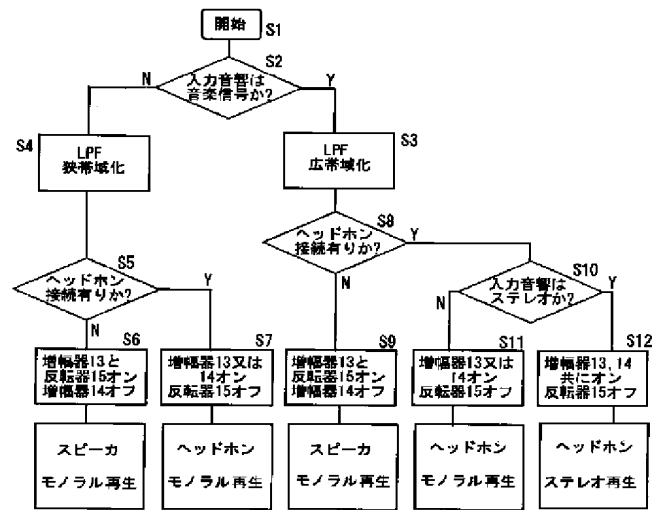 開始
S1
S2
入力音響は
音楽信号か?
N
Y
S4
LPF
狭帯域化
S3
LPF
広帯域化
S8
ヘッドホン
接続有りか?
Y
N
S5
ヘッドホン
接続有りか?
Y
N
S10
入力音響は
ステレオか?
N
Y
S6
増幅器13と
反転器15オン
増幅器14オフ
S7
増幅器13又は
14オン
反転器15オフ
S9
増幅器13と
反転器15オン
増幅器14オフ
S11
増幅器13又は
14オン
反転器15オフ
S12
増幅器13,14
共にオン
反転器15オフ
スピーカ
モノラル再生
ヘッドホン
モノラル再生
スピーカ
モノラル再生
ヘッドホン
モノラル再生
ヘッドホン
ステレオ再生